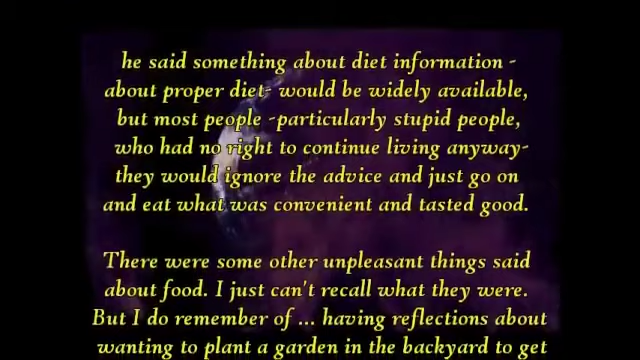 he said something about diet information -
about proper diet- would be widely available,
but most people -particularly stupid people,
who had no right to continue living anyway-
they would ignore the advice and just go on
and eat what was convenient and tasted good.
There were some other unpleasant things said
about food. I just can't recall what they were.
But I do remember of ... having reflections about
wanting to plant a garden in the backyard to get